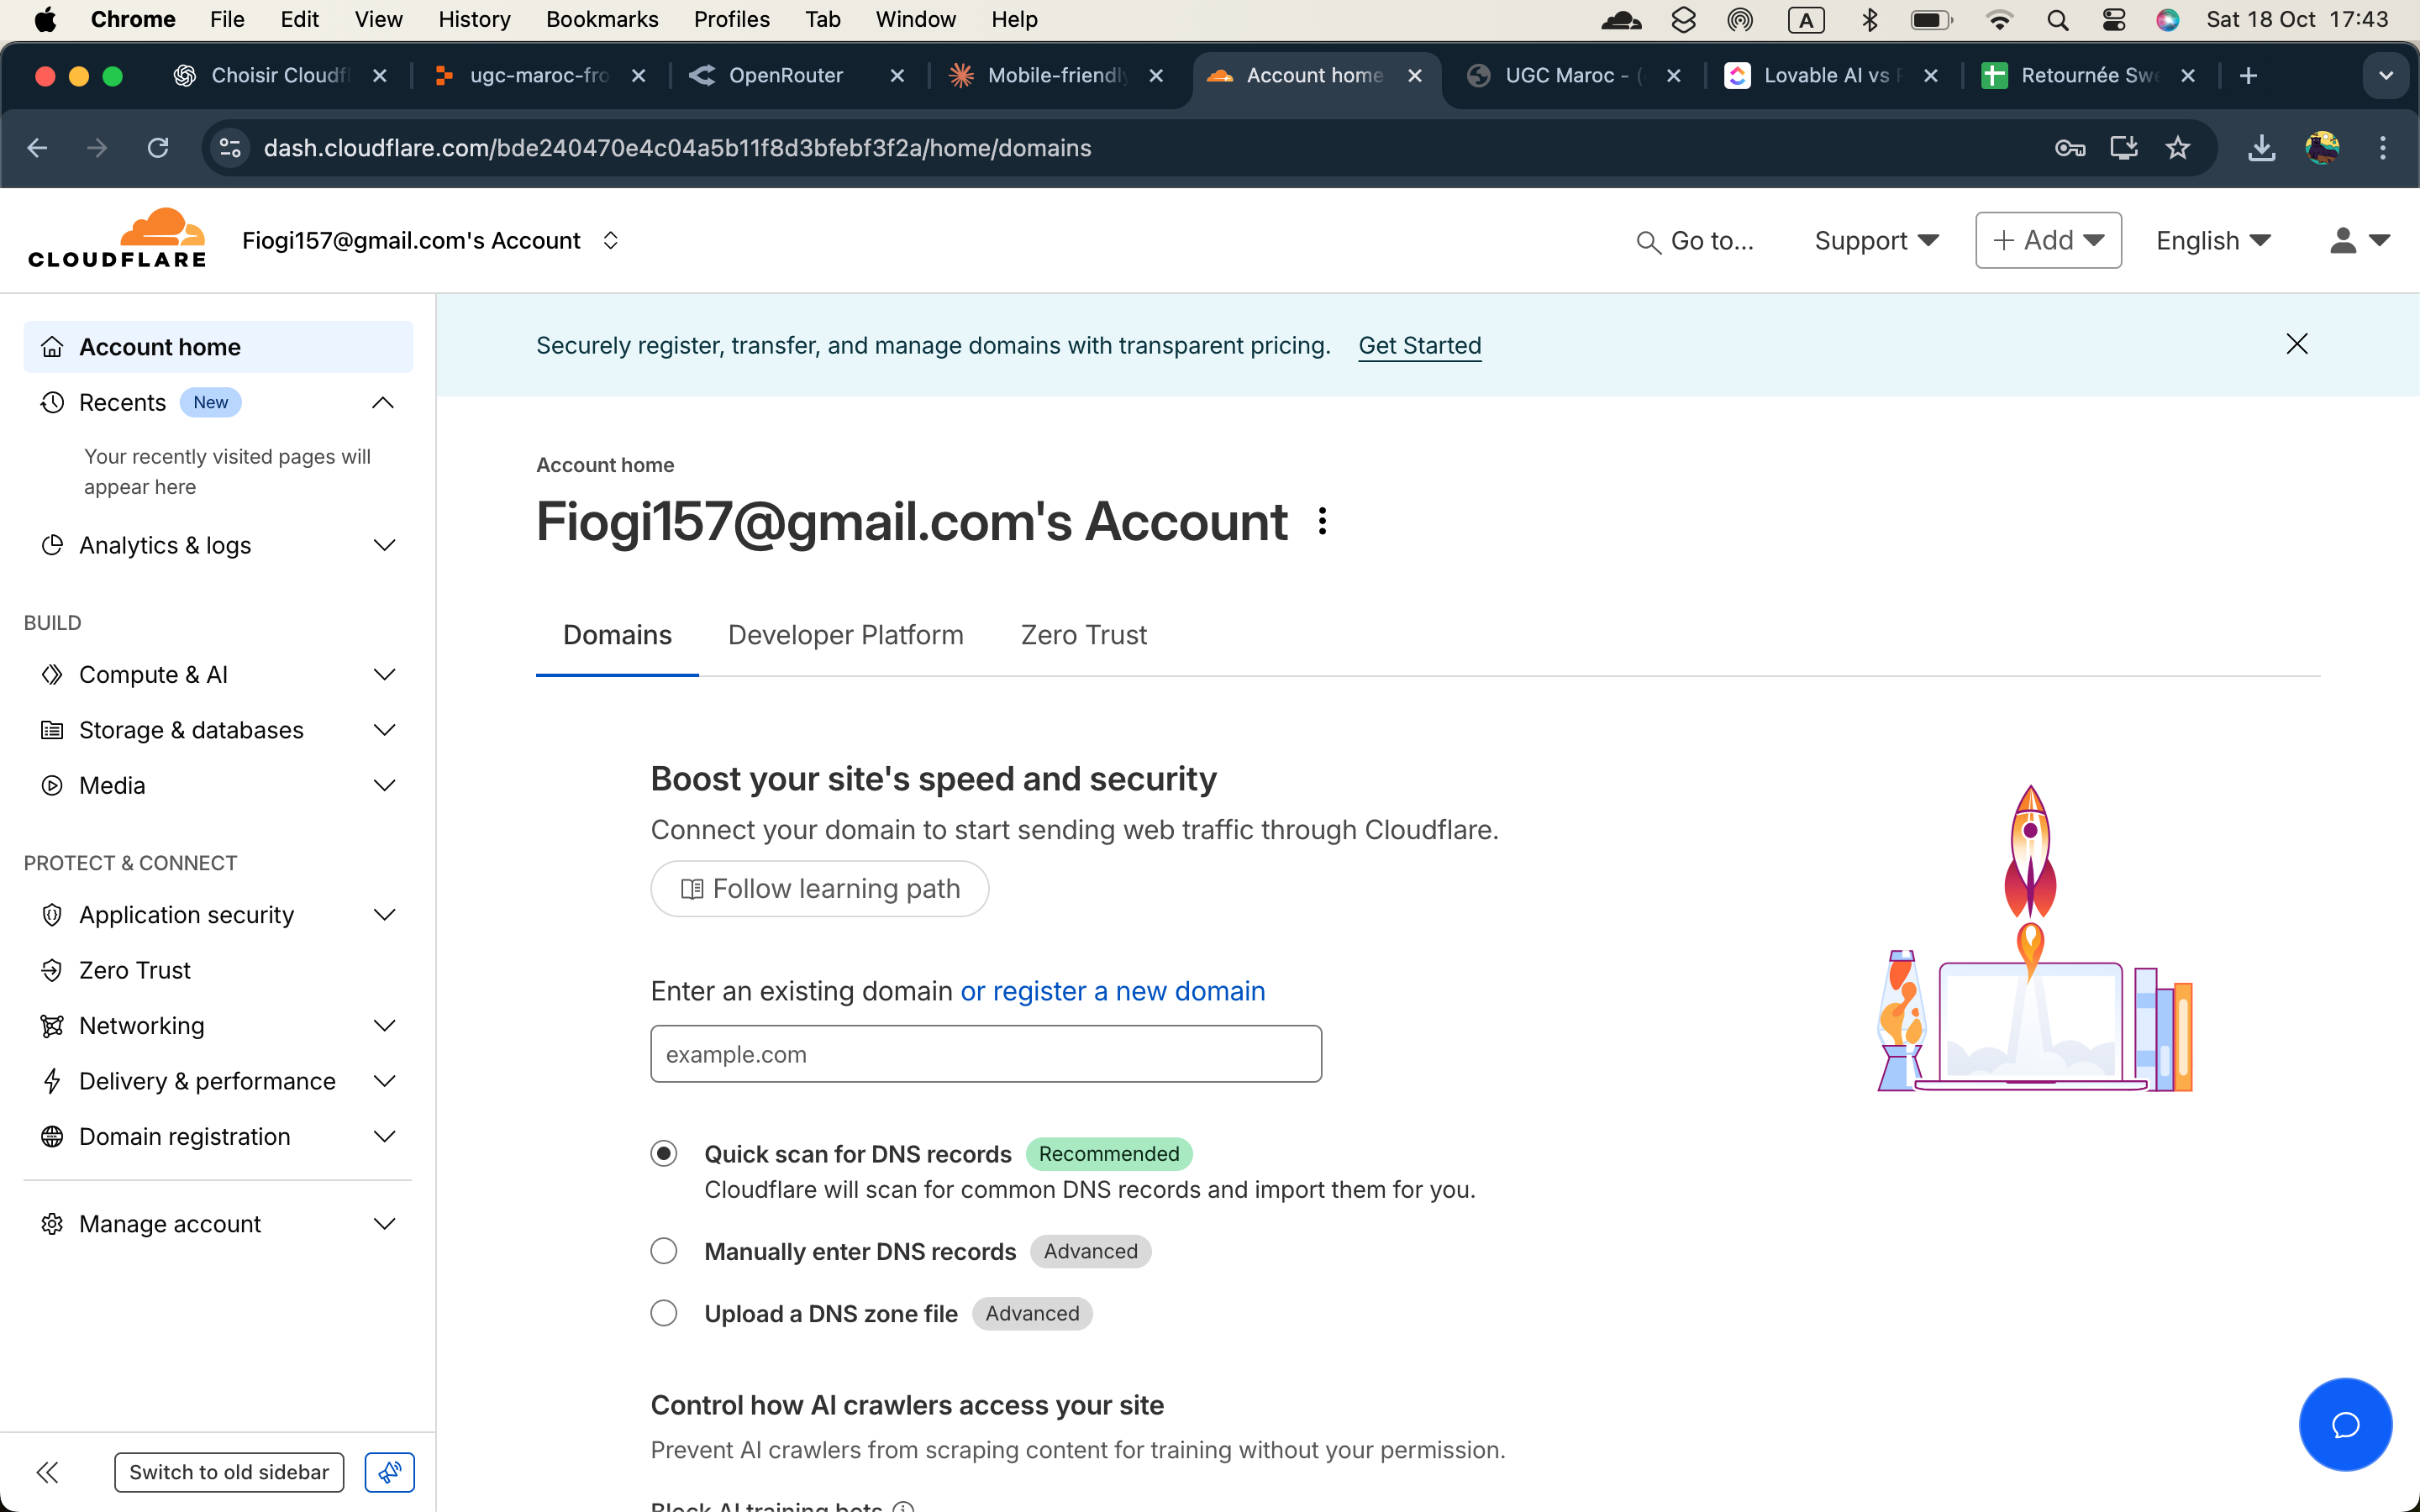 Chrome File Edit View History Bookmarks Profiles Tab Window Help A Sat 18 Oct 17:43
Choisir Cloudf ugc-maroc-fro OpenRouter Mobile-friendly Account home UGC Maroc - ( Lovable AI vs Retournée Swe
dash.cloudflare.com/bde240470e4c04a5b11f8d3bfebf3f2a/home/domains
CLOUDFLARE Fiogi157@gmail.com's Account Go to... Support + Add English
Account home
Recents New
Your recently visited pages will
appear here
Analytics & logs
BUILD
Compute & AI
Storage & databases
Media
PROTECT & CONNECT
Application security
Zero Trust
Networking
Delivery & performance
Domain registration
Manage account
Switch to old sidebar
Securely register, transfer, and manage domains with transparent pricing. Get Started
Account home
Fiogi157@gmail.com's Account
Domains Developer Platform Zero Trust
Boost your site's speed and security
Connect your domain to start sending web traffic through Cloudflare.
Follow learning path
Enter an existing domain or register a new domain
example.com
Quick scan for DNS records Recommended
Cloudflare will scan for common DNS records and import them for you.
Manually enter DNS records Advanced
Upload a DNS zone file Advanced
Control how AI crawlers access your site
Prevent AI crawlers from scraping content for training without your permission.
Block AI training bots